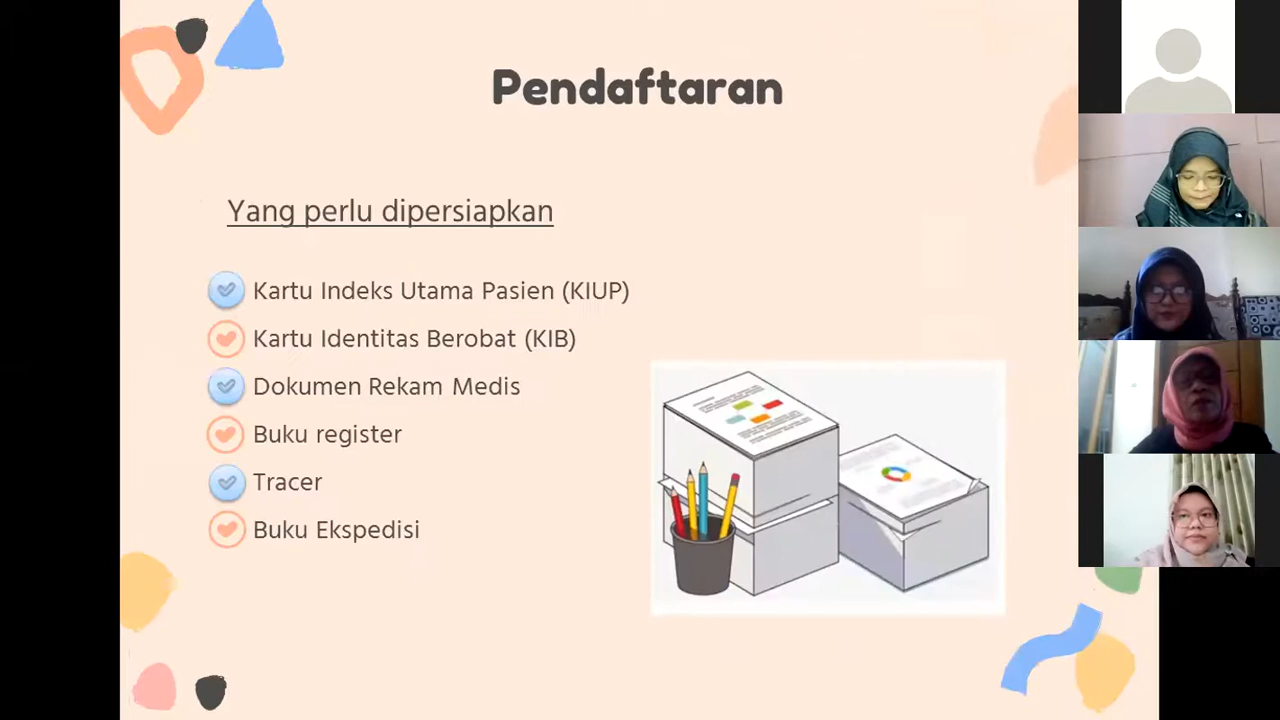 Pendaftaran
Yang perlu dipersiapkan
Kartu Indeks Utama Pasien (KIUP)
Kartu Identitas Berobat (KIB)
Dokumen Rekam Medis
Buku register
Tracer
Buku Ekspedisi